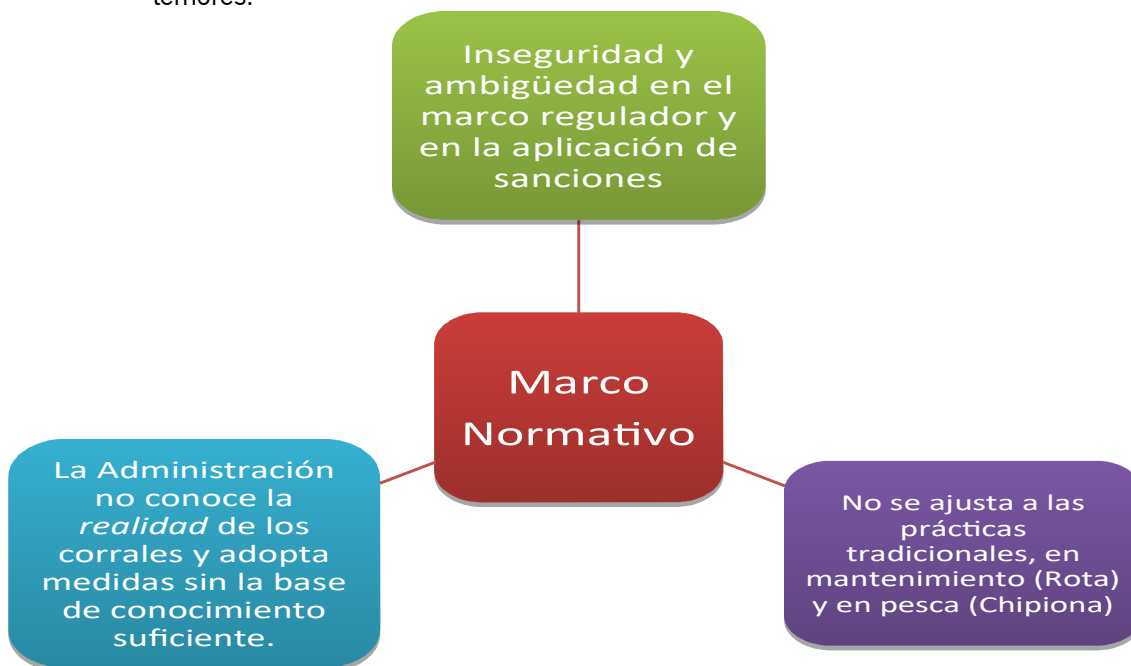 temores.
Inseguridad y
ambigüedad en el
marco regulador y
en la aplicación de
sanciones
Marco
Normativo
La Administración
no conoce la
realidad de los
corrales y adopta
medidas sin la base
de conocimiento
suficiente.
No se ajusta a las
prácticas
tradicionales, en
mantenimiento (Rota)
y en pesca (Chipiona)